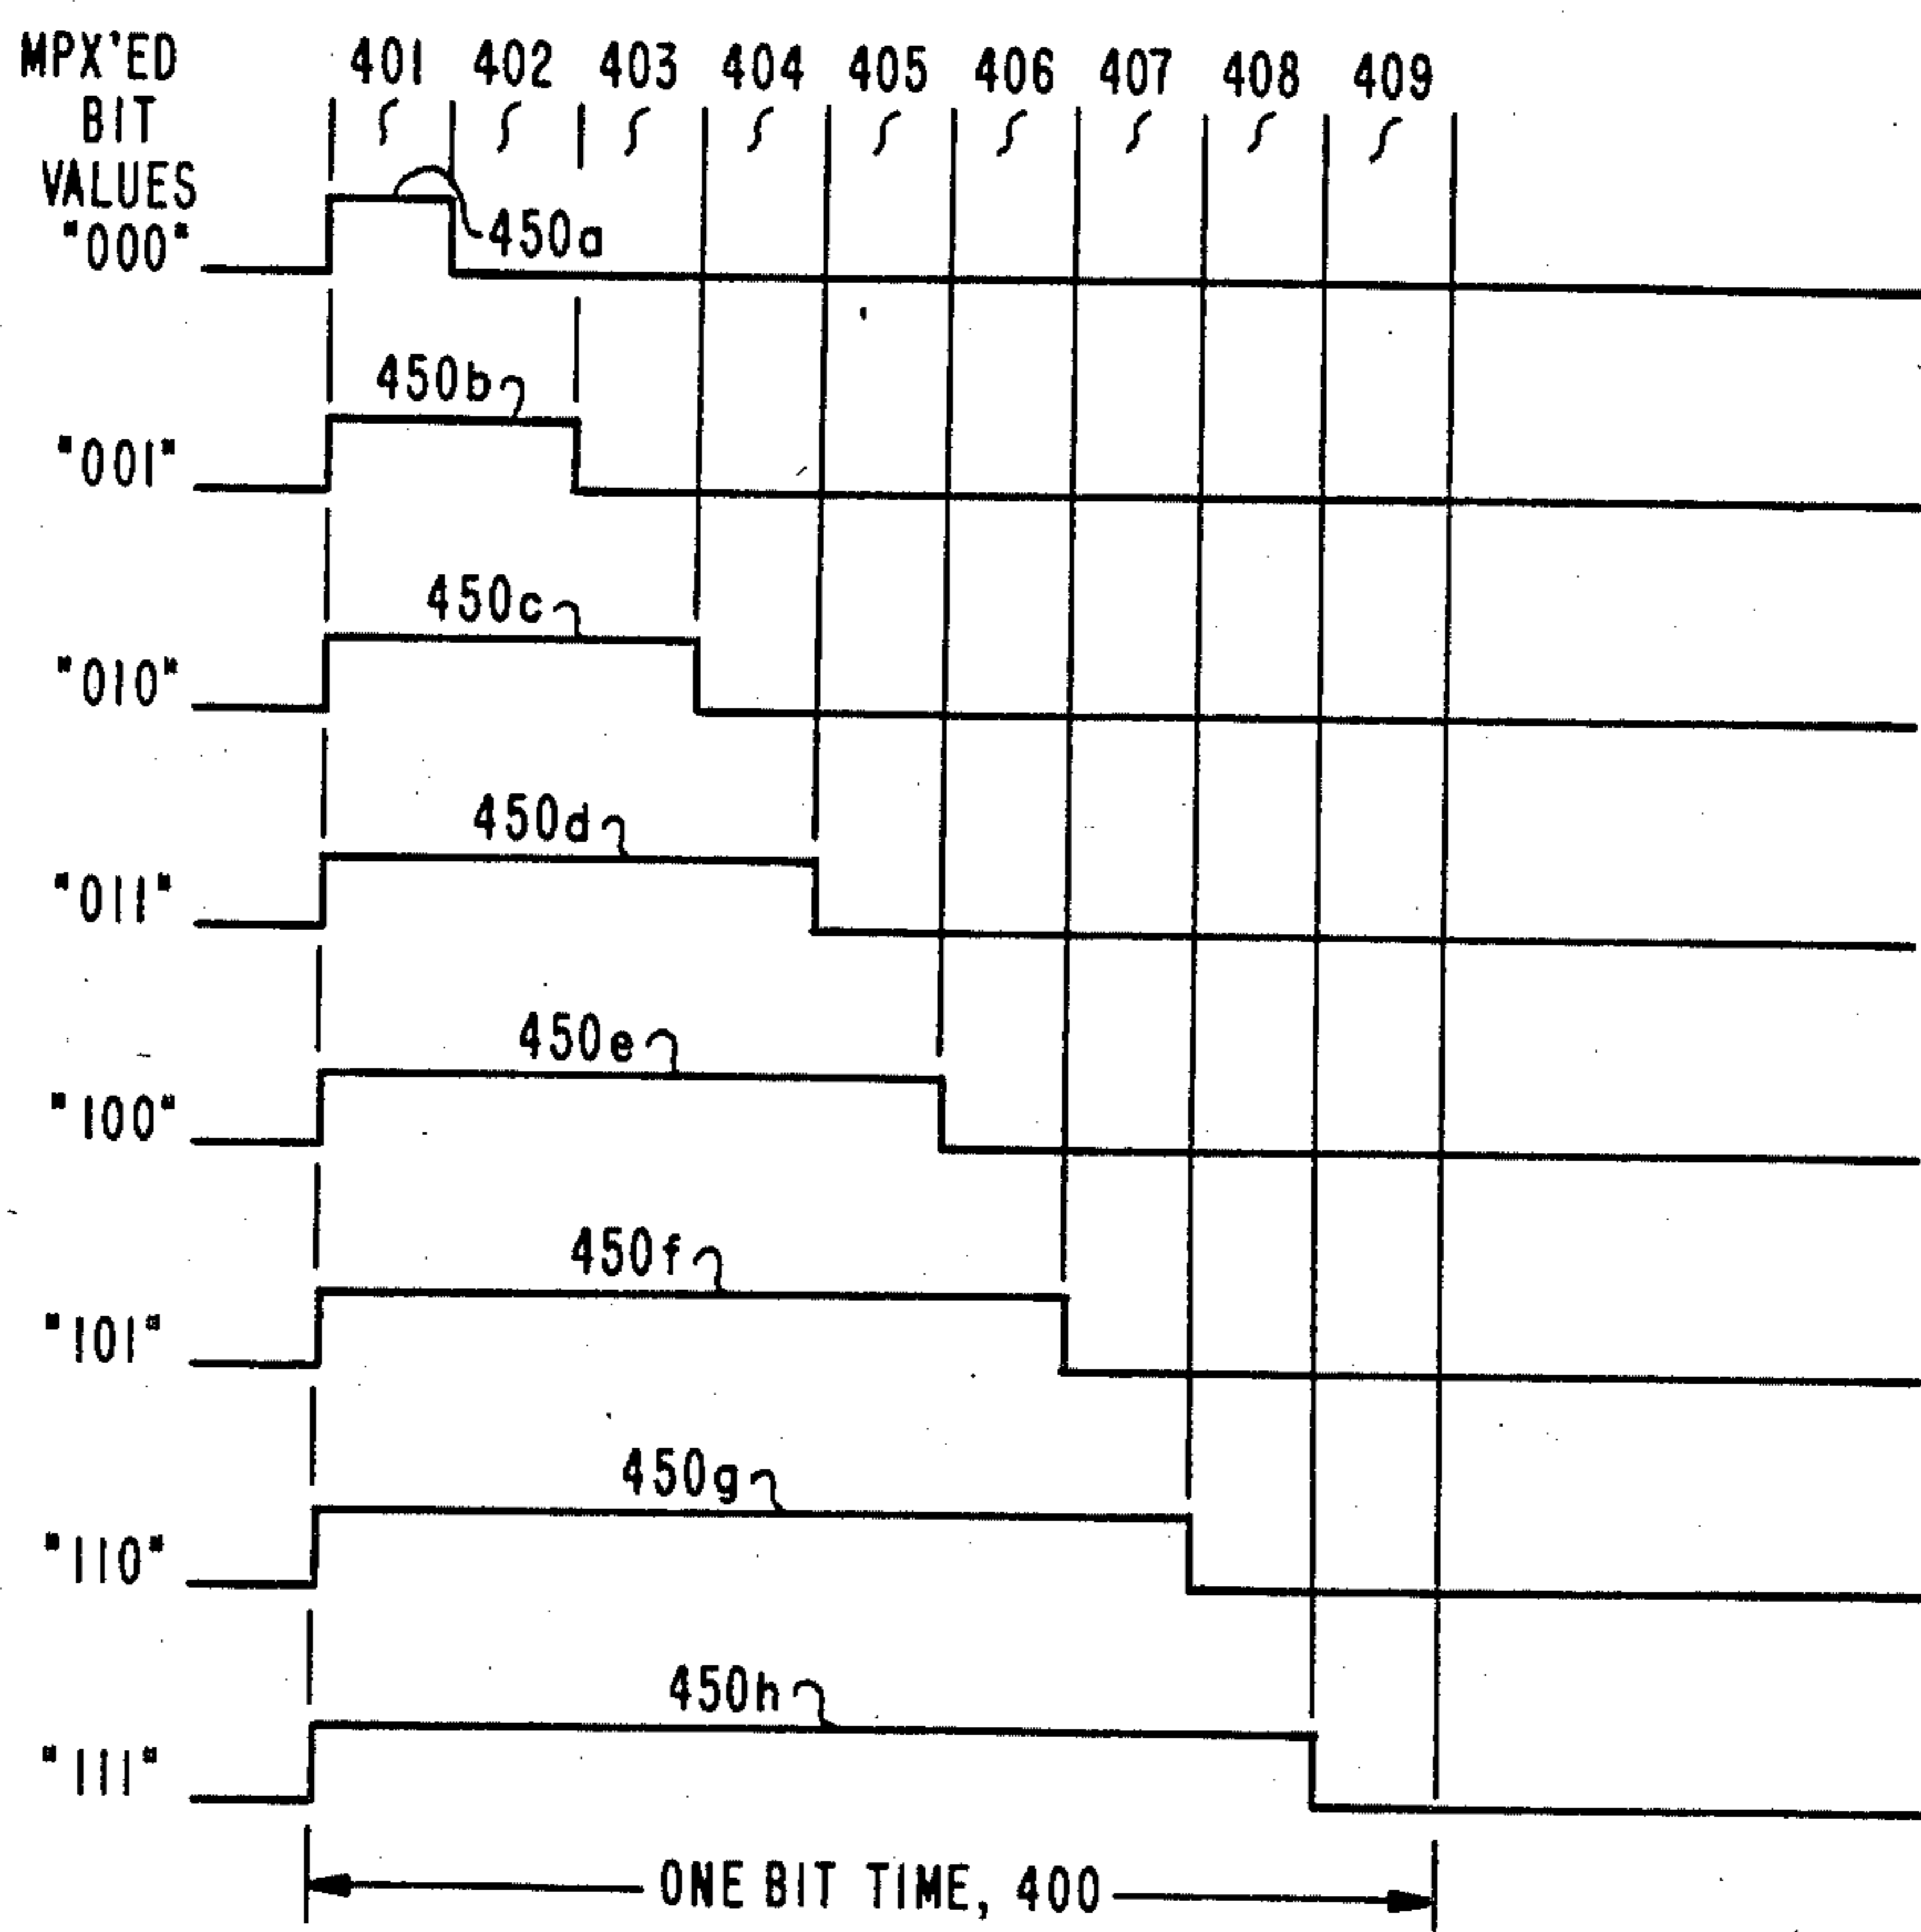 MPX'ED
BIT
VALUES
401 402 403 404 405 406 407 408 409
"000"
450a
450b
"001"
450c
"010"
450d
"011"
450e
"100"
450f
"101"
450g
"110"
450h
"111"
ONE BIT TIME, 400